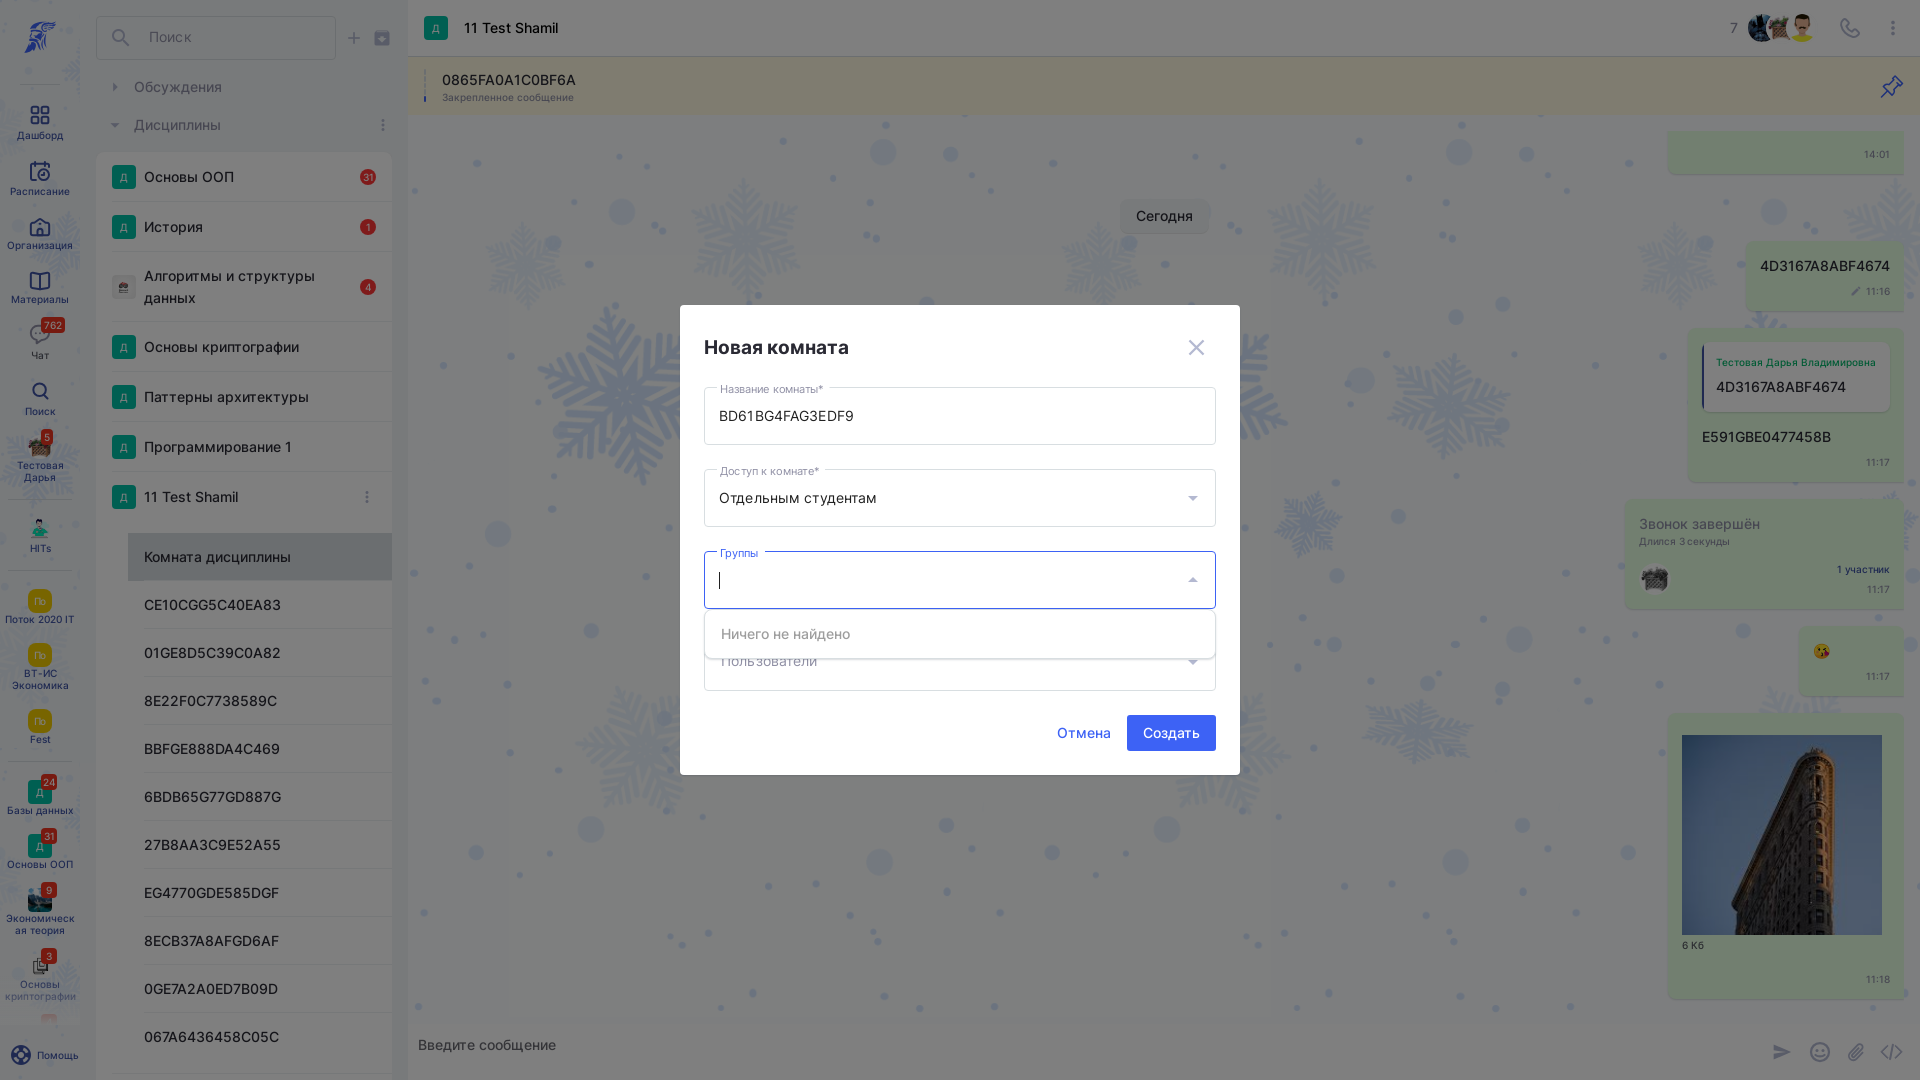 Дашборд
Расписание
Организация
Материалы
762
Чат
Поиск
5
Тестовая
Дарья
HITs
По
Поток 2020 IT
По
ВТ-ИС
Экономика
По
Fest
24
Д
Базы данных
31
Д
Основы ООП
9
Экономическ
ая теория
3
Основы
криптографии
Помощь
Поиск
Обсуждения
Дисциплины
Д
Основы ООП
31
Д
История
1
Алгоритмы и структуры
данных
4
Д
Основы криптографии
Д
Паттерны архитектуры
Д
Программирование 1
Д
11 Test Shamil
Комната дисциплины
CE10CGG5C40EA83
01GE8D5C39C0A82
8E22F0C7738589C
BBFGE888DA4C469
6BDB65G77GD887G
27B8AA3C9E52A55
EG4770GDE585DGF
8ECB37A8AFGD6AF
0GE7A2A0ED7B09D
067A6436458C05C
Д
11 Test Shamil
7
0865FA0A1C0BF6A
Закрепленное сообщение
14:01
Сегодня
4D3167A8ABF4674
11:16
Тестовая Дарья Владимировна
4D3167A8ABF4674
E591GBE0477458B
11:17
Звонок завершён
Длился 3 секунды
1 участник
11:17
11:17
6 Кб
11:18
Введите сообщение
Новая комната
Название комнаты*
BD61BG4FAG3EDF9
Доступ к комнате*
Отдельным студентам
Группы
Ничего не найдено
Пользователи
Отмена
Создать